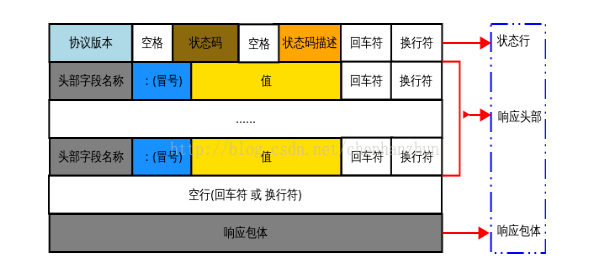 协议版本 空格 状态码 空格 状态码描述 回车符 换行符 状态行
头部字段名称 ：(冒号) 值 回车符 换行符
...... 响应头部
头部字段名称 ：(冒号) 值 回车符 换行符
http://blog.csdn.net/chenhanzhun
空行(回车符 或 换行符)
响应包体 响应包体